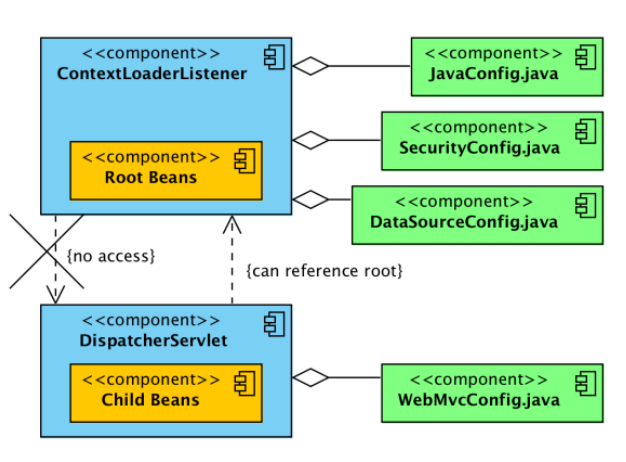 <<component>>
ContextLoaderListener
<<component>>
Root Beans
<<component>>
JavaConfig.java
<<component>>
SecurityConfig.java
<<component>>
DataSourceConfig.java
{no access}
{can reference root}
<<component>>
DispatcherServlet
<<component>>
Child Beans
<<component>>
WebMvcConfig.java